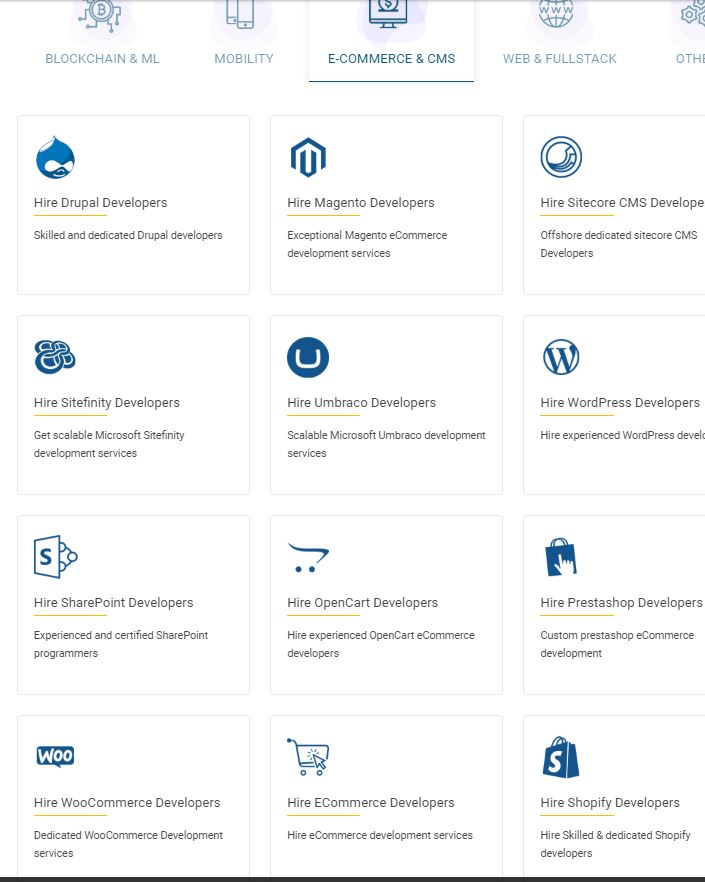 BLOCKCHAIN & ML
MOBILITY
E-COMMERCE & CMS
WEB & FULLSTACK
Hire Drupal Developers
Skilled and dedicated Drupal developers
Hire Magento Developers
Exceptional Magento eCommerce
development services
Hire Sitecore CMS
Offshore dedicated sitecore CMS
Developers
Hire Sitefinity Developers
Get scalable Microsoft Sitefinity
development services
Hire Umbraco Developers
Scalable Microsoft Umbraco development
services
Hire WordPress Developers
Hire experienced WordPress
S
Hire SharePoint Developers
Experienced and certified SharePoint
programmers
Hire OpenCart Developers
Hire experienced OpenCart eCommerce
developers
Hire Prestashop Developers
Custom prestashop eCommerce
development
WOO
Hire WooCommerce Developers
Dedicated WooCommerce Development
services
Hire ECommerce Developers
Hire eCommerce development services
S
Hire Shopify Developers
Hire Skilled & dedicated Shopify
developers